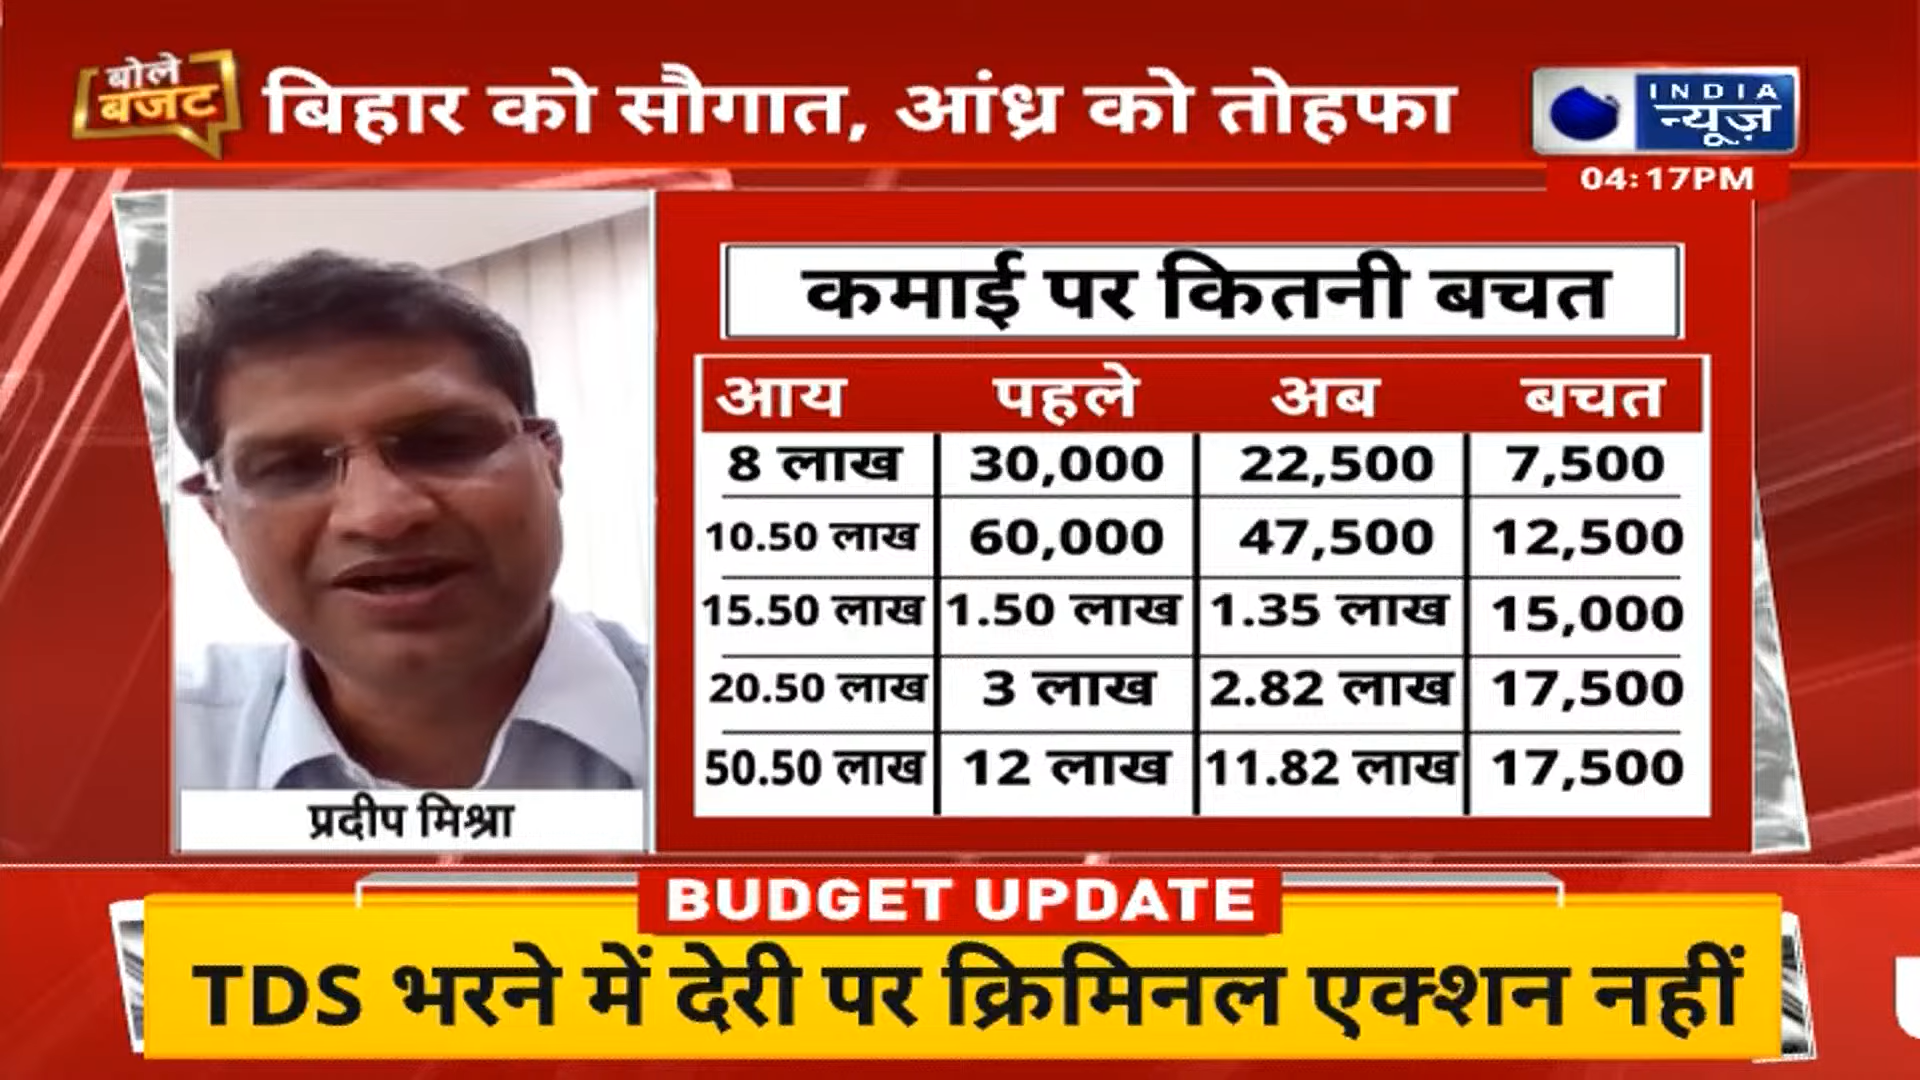 बोले
बजट
बिहार को सौगात, आंध्र को तोहफा
INDIA
न्यूज़
04:17PM
कमाई पर कितनी बचत
आय पहले अब बचत
8 लाख 30,000 22,500 7,500
10.50 लाख 60,000 47,500 12,500
15.50 लाख 1.50 लाख 1.35 लाख 15,000
20.50 लाख 3 लाख 2.82 लाख 17,500
50.50 लाख 12 लाख 11.82 लाख 17,500
प्रदीप मिश्रा
BUDGET UPDATE
TDS भरने में देरी पर क्रिमिनल एक्शन नहीं